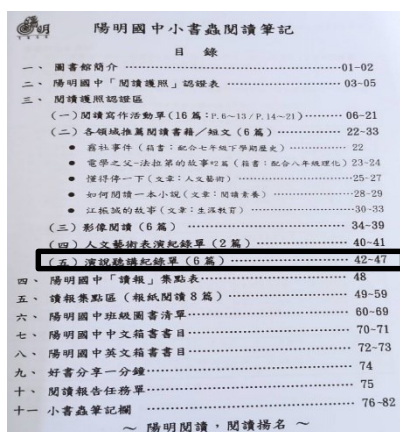 陽明
陽明國中小書蟲閱讀筆記
目 錄
一、 圖書館簡介 ········01-02
二、 陽明國中「閱讀護照」認證表 ········03-05
三、 閱讀護照認證區
(一)閱讀寫作活動單(16 篇:P.6~13/P.14~21)········ 06-21
(二)各領域推薦閱讀書籍/短文(6 篇)········ 22-33
● 霧社事件(箱書:配合七年級下學期歷史)········ 22
● 電學之父-法拉第的故事*2篇(箱書:配合八年級理化)23-24
● 懂得停一下(文章:人文藝術)········25-27
● 如何閱讀一本小說(文章:閱讀素養)········28-29
● 江振誠的故事(文章:生涯教育)········30-33
(三)影像閱讀(6 篇)········ 34-39
(四)人文藝術表演紀錄單(2 篇)········ 40-41
(五)演說聽講紀錄單(6 篇)········ 42-47
四、 陽明國中「讀報」集點表········ 48
五、 讀報集點區(報紙閱讀 8 篇)········ 49~59
六、 陽明國中班級圖書清單········ 60~69
七、 陽明國中中文箱書書目········ 70~71
八、 陽明國中英文箱書書目········ 72~73
九、 好書分享一分鐘········ 74
十、 閱讀報告任務單········ 75
十一 小書蟲筆記欄 ········ 76~82
~ 陽明閱讀,閱讀揚名 ~